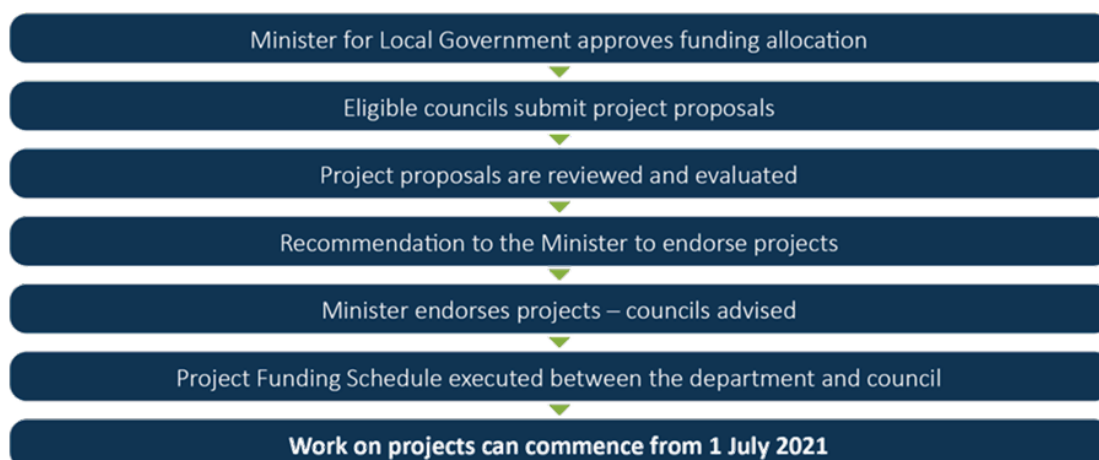 Minister for Local Government approves funding allocation
Eligible councils submit project proposals
Project proposals are reviewed and evaluated
Recommendation to the Minister to endorse projects
Minister endorses projects – councils advised
Project Funding Schedule executed between the department and council
Work on projects can commence from 1 July 2021